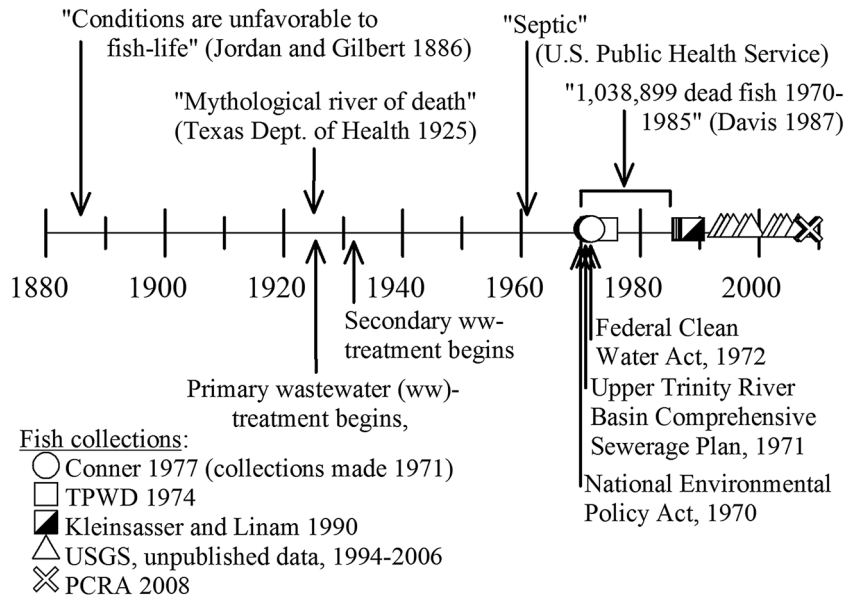 "Conditions are unfavorable to
fish-life" (Jordan and Gilbert 1886)
"Septic"
(U.S. Public Health Service)
"Mythological river of death"
(Texas Dept. of Health 1925)
"1,038,899 dead fish 1970-
1985" (Davis 1987)
1880 1900 1920 1940 1960 1980 2000
Secondary ww-
treatment begins
Primary wastewater (ww)-
treatment begins,
Federal Clean
Water Act, 1972
Upper Trinity River
Basin Comprehensive
Sewerage Plan, 1971
National Environmental
Policy Act, 1970
Fish collections:
Conner 1977 (collections made 1971)
TPWD 1974
Kleinsasser and Linam 1990
USGS, unpublished data, 1994-2006
PCRA 2008